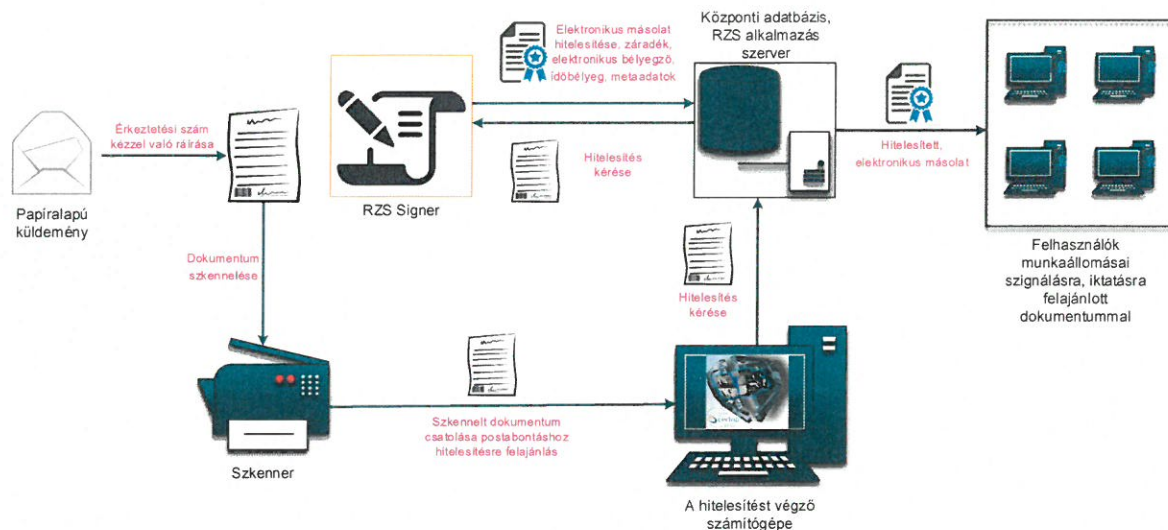 Elektronikus másolat
hitelesítése, záradék,
elektronikus bélyegző,
időbélyeg, metaadatok
Központi adatbázis,
RZS alkalmazás
szerver
Érkeztetési szám
kézzel való ráírása
Papíralapú
küldemény
RZS Signer
Hitelesítés
kérése
Hitelesített,
elektronikus másolat
Dokumentum
szkennelése
Hitelesítés
kérése
Felhasználók
munkaállomásai
szignálásra, iktatásra
felajánlott
dokumentummal
Szkenner
Szkennelt dokumentum
csatolása postabontáshoz
hitelesítésre felajánlás
A hitelesítést végző
számítógépe